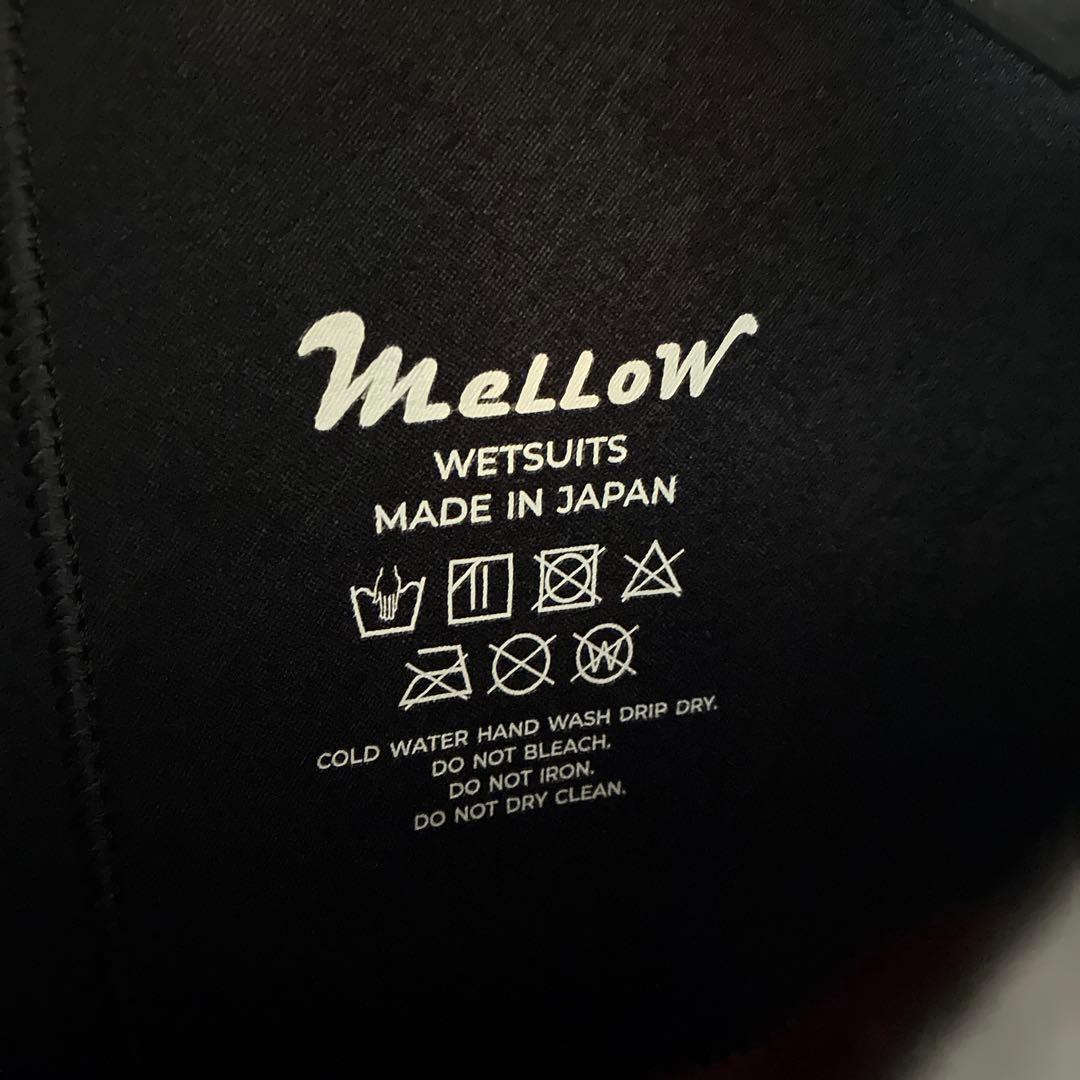 meLLoW
WETSUITS
MADE IN JAPAN
W
COLD WATER HAND WASH DRIP DRY.
DO NOT BLEACH.
DO NOT IRON.
DO NOT DRY CLEAN.